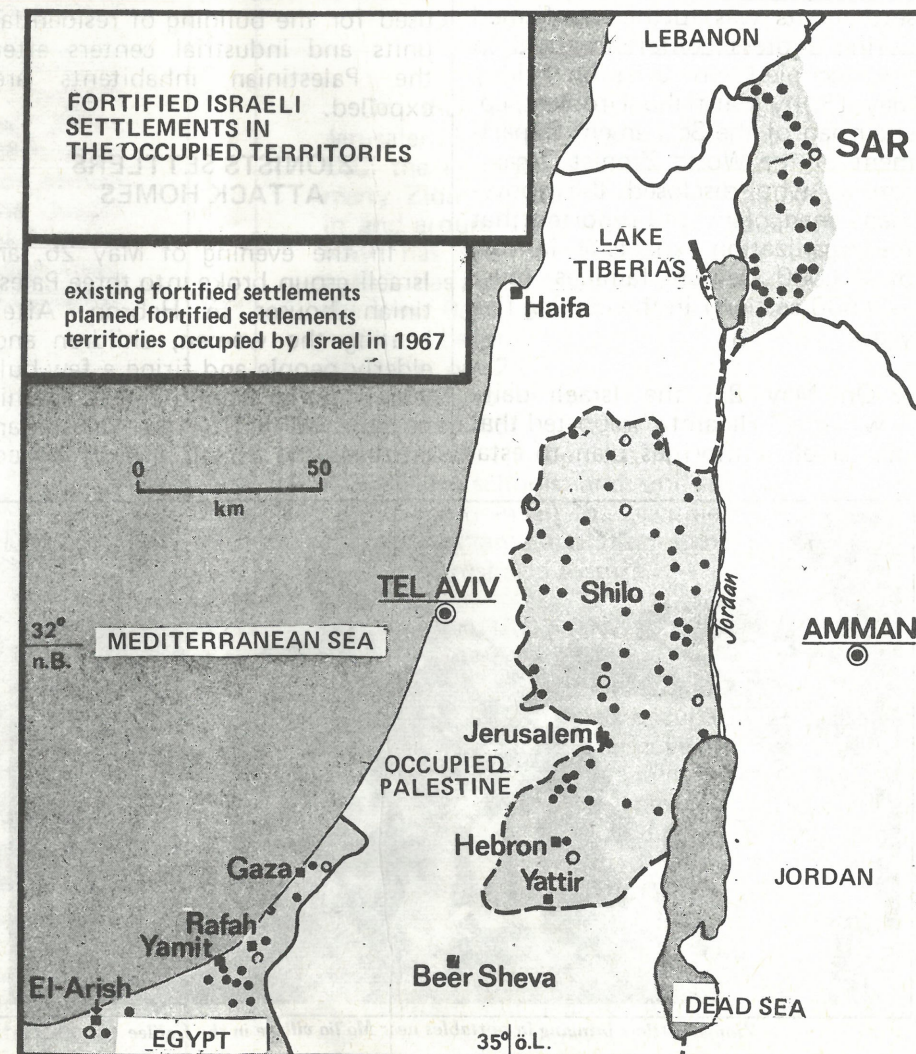 FORTIFIED ISRAELI
SETTLEMENTS IN
THE OCCUPIED TERRITORIES
existing fortified settlements
plamed fortified settlements
territories occupied by Israel in 1967
LEBANON
SAR
LAKE
TIBERIAS
Haifa
0 50
km
TEL AVIV
Shilo
Jordan
32°
n.B.
MEDITERRANEAN SEA
AMMAN
Jerusalem
OCCUPIED
PALESTINE
Hebron
Yattir
JORDAN
Gaza
Rafah
Yamit
El-Arish
Beer Sheva
DEAD SEA
EGYPT
35° ö.L.